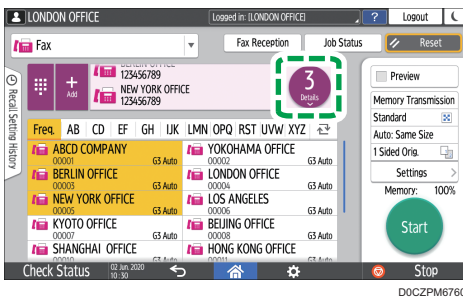 LONDON OFFICE
Logged in: [LONDON OFFICE]
?
Logout
Fax
Fax Reception
Job Status
Reset
Recall Setting History
Add
BERLIN OFFICE
123456789
NEW YORK OFFICE
123456789
3
Details
Preview
Memory Transmission
Standard
Auto: Same Size
1 Sided Orig.
Settings
Memory: 100%
Start
Freq. AB CD EF GH IJK LMN OPQ RST UVW XYZ
ABCD COMPANY
00001 G3 Auto
YOKOHAMA OFFICE
00002 G3 Auto
BERLIN OFFICE
00003 G3 Auto
LONDON OFFICE
00004 G3 Auto
NEW YORK OFFICE
00005 G3 Auto
LOS ANGELES
00006 G3 Auto
KYOTO OFFICE
00007 G3 Auto
BEIJING OFFICE
00008 G3 Auto
SHANGHAI OFFICE
HONG KONG OFFICE
Check Status
02 Jun. 2020
10:30
Stop
D0CZPM6760